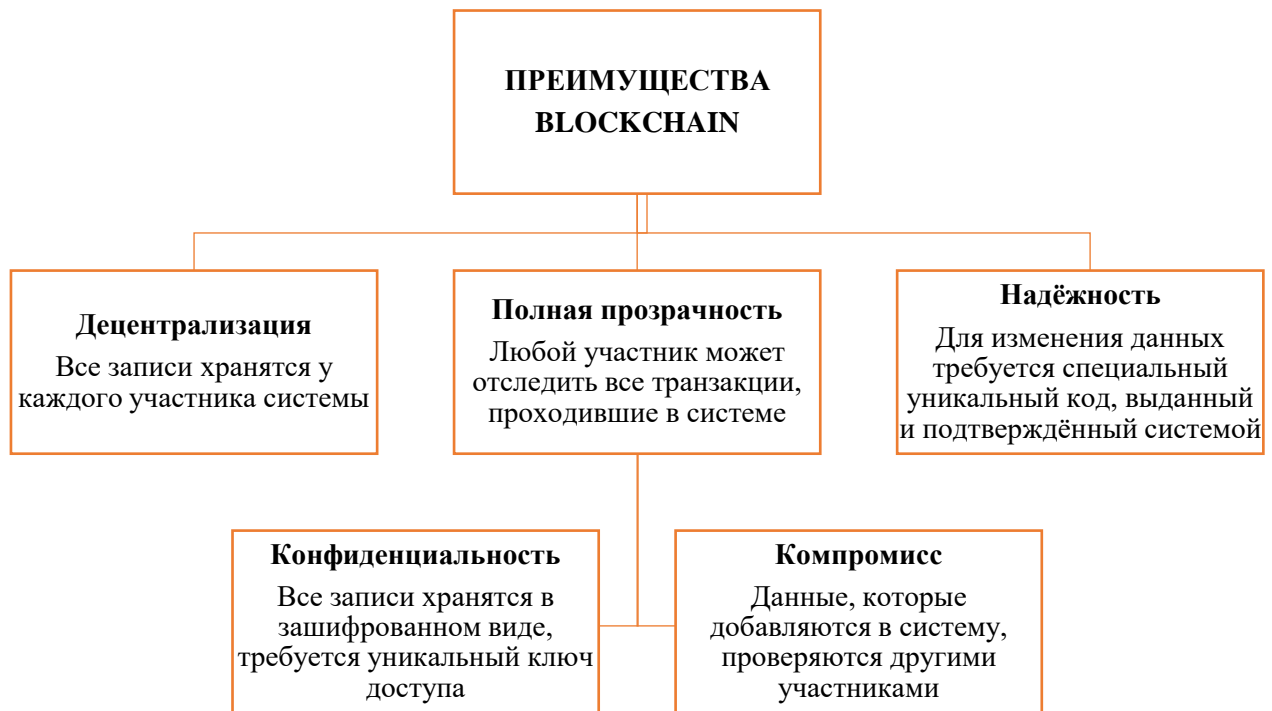 ПРЕИМУЩЕСТВА
BLOCKCHAIN
Децентрализация
Все записи хранятся у
каждого участника системы
Полная прозрачность
Любой участник может
отследить все транзакции,
проходившие в системе
Надёжность
Для изменения данных
требуется специальный
уникальный код, выданный
и подтверждённый системой
Конфиденциальность
Все записи хранятся в
зашифрованном виде,
требуется уникальный ключ
доступа
Компромисс
Данные, которые
добавляются в систему,
проверяются другими
участниками